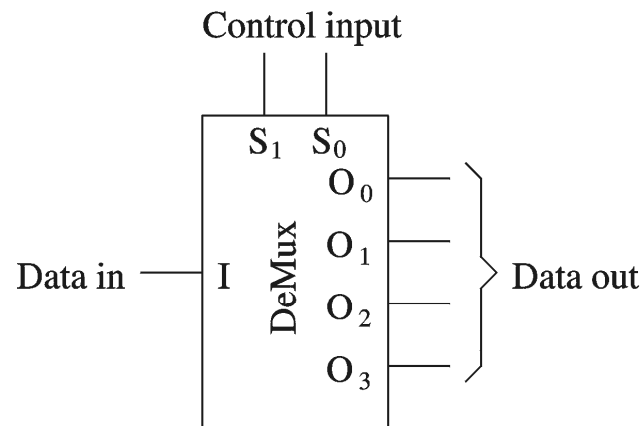 Control input
S1 S0
O0
O1
Data in I DeMux Data out
O2
O3